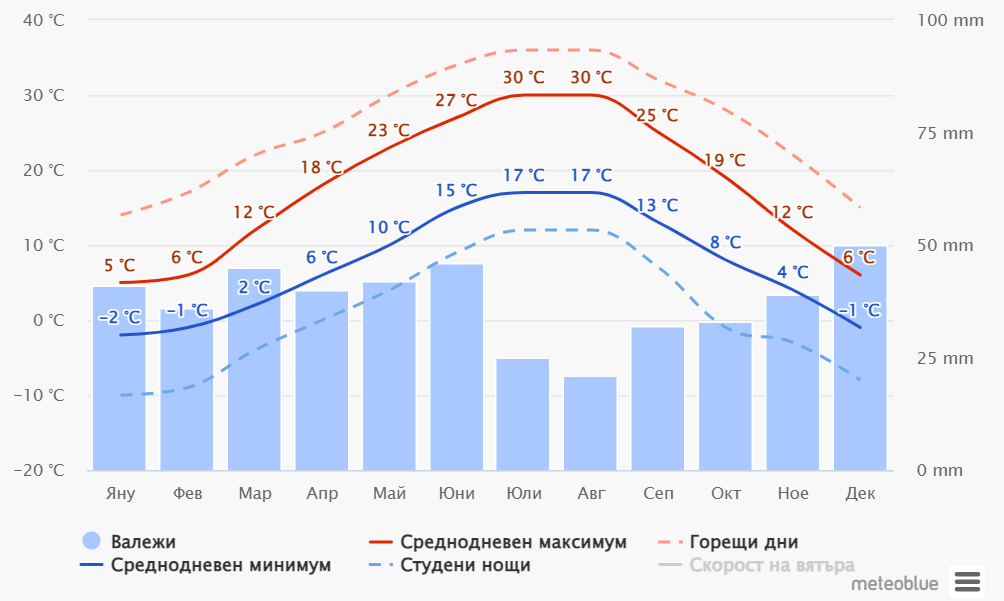 40 °C
100 mm
30 °C
75 mm
20 °C
10 °C
50 mm
0 °C
25 mm
−10 °C
−20 °C
0 mm
30 °C 30 °C
27 °C
25 °C
23 °C
18 °C
19 °C
12 °C
12 °C
5 °C
6 °C
6 °C
17 °C 17 °C
15 °C
13 °C
10 °C
8 °C
6 °C
4 °C
2 °C
−1 °C
−1 °C
−2 °C
Яну Фев Мар Апр Май Юни Юли Авг Сеп Окт Ное Дек
Валежи Среднодневен максимум Горещи дни
Среднодневен минимум Студени нощи Скорост на вятъра
meteoblue